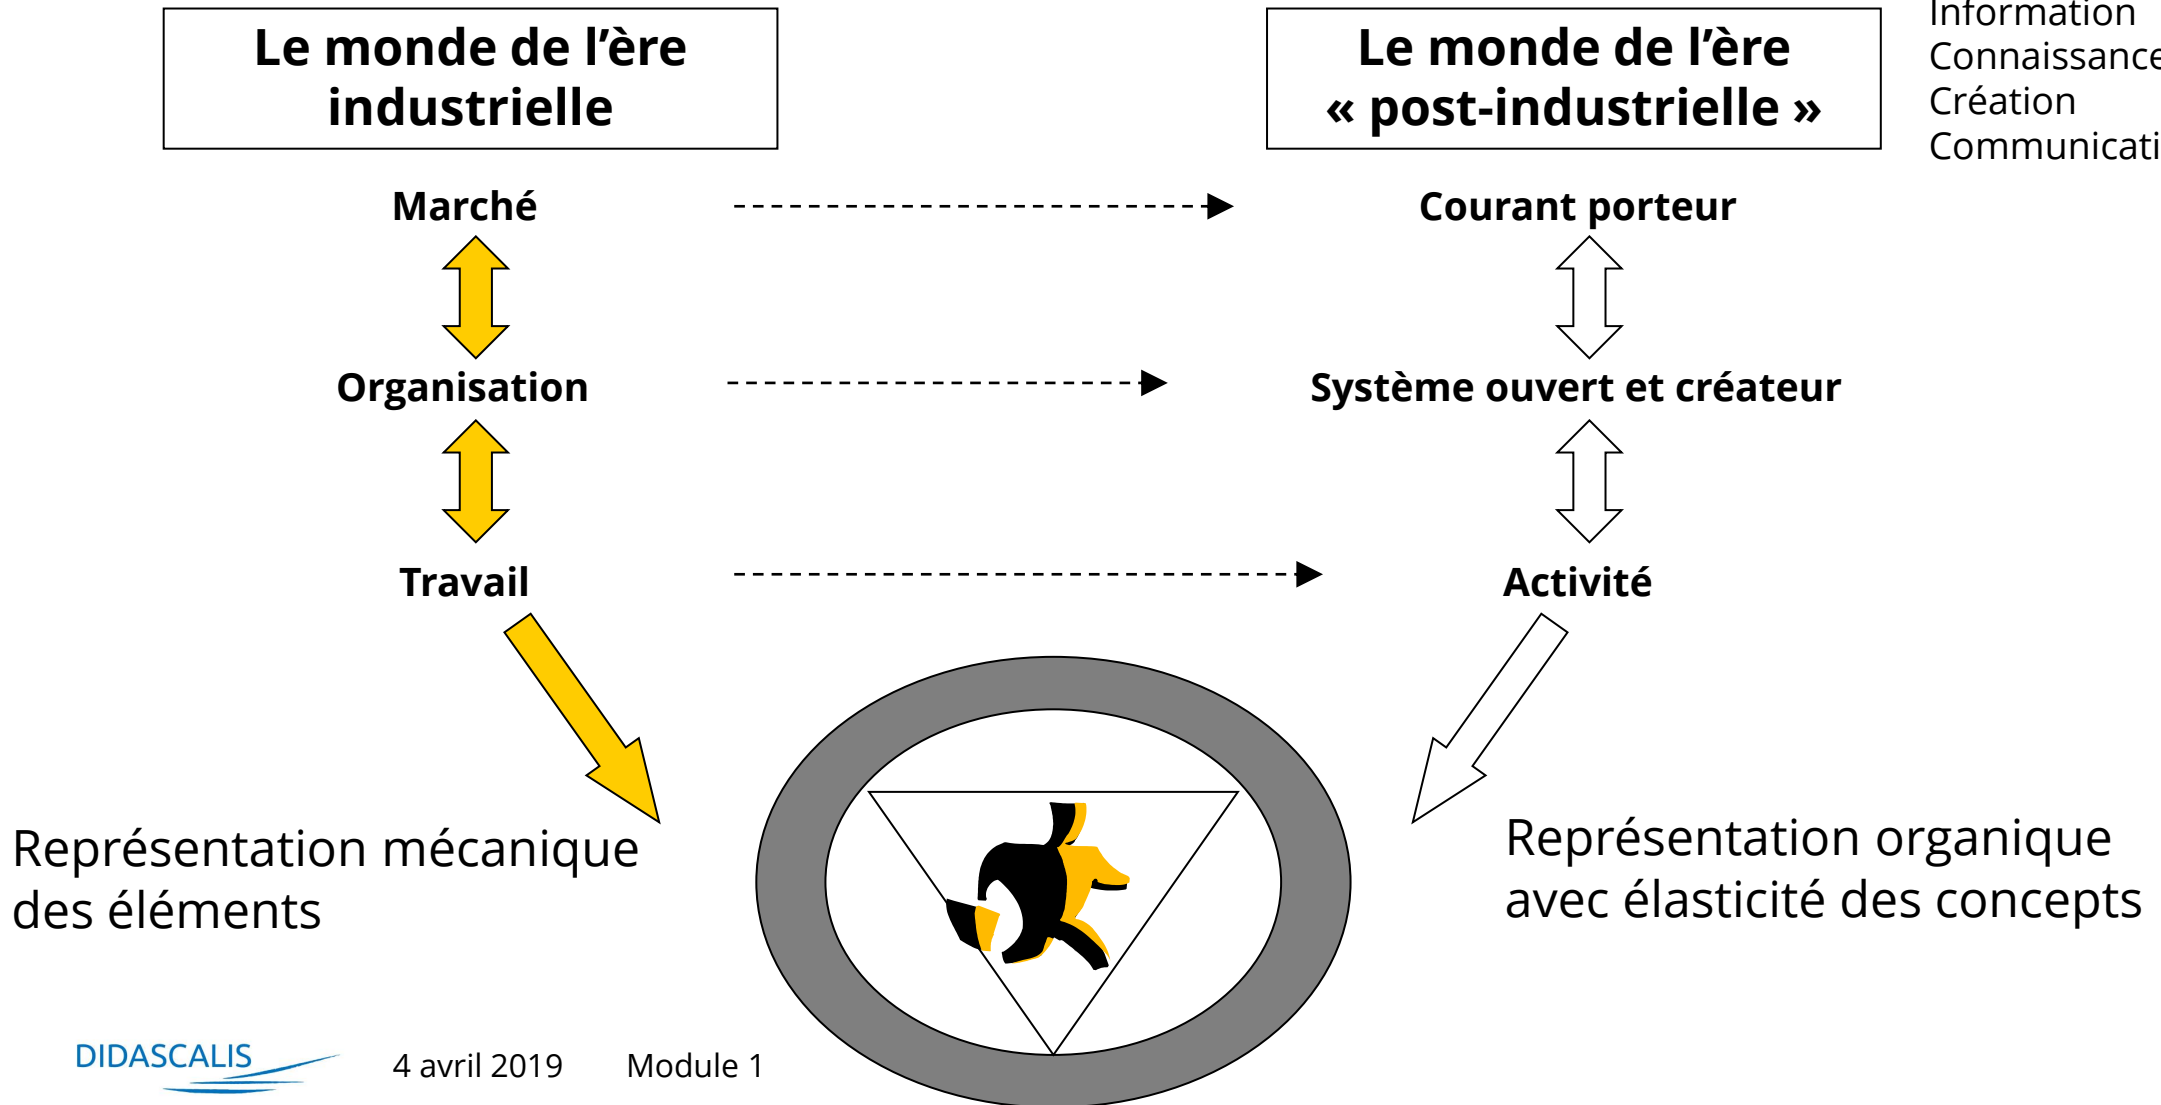 Le monde de l’ère
industrielle
Le monde de l’ère
« post-industrielle »
Information
Connaissance
Création
Communicati
Marché
Courant porteur
Organisation
Système ouvert et créateur
Travail
Activité
Représentation mécanique
des éléments
Représentation organique
avec élasticité des concepts
DIDASCALIS
4 avril 2019
Module 1